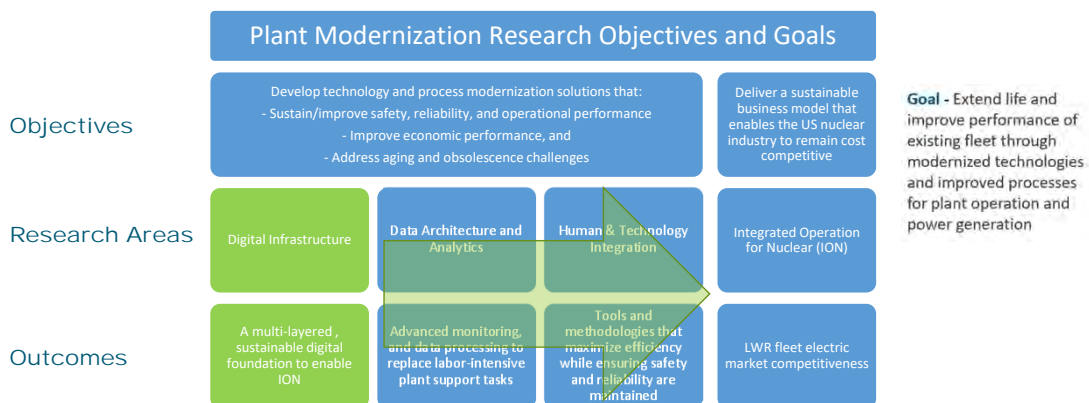 Plant Modernization Research Objectives and Goals
Objectives
Develop technology and process modernization solutions that:
- Sustain/improve safety, reliability, and operational performance
- Improve economic performance, and
- Address aging and obsolescence challenges
Deliver a sustainable
business model that
enables the US nuclear
industry to remain cost
competitive
Goal - Extend life and
improve performance of
existing fleet through
modernized technologies
and improved processes
for plant operation and
power generation
Research Areas
Digital Infrastructure
Data Architecture and
Analytics
Human & Technology
Integration
Integrated Operation
for Nuclear (ION)
Outcomes
A multi-layered ,
sustainable digital
foundation to enable
ION
Advanced monitoring,
and data processing to
replace labor-intensive
plant support tasks
Tools and
methodologies that
maximize efficiency
while ensuring safety
and reliability are
maintained
LWR fleet electric
market competitiveness